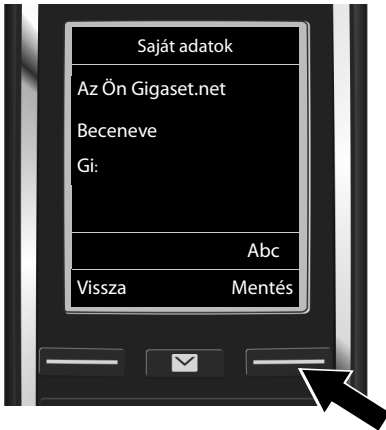 Saját adatok
Az Ön Gigaset.net
Beceneve
Gi:
Abc
Vissza Mentés